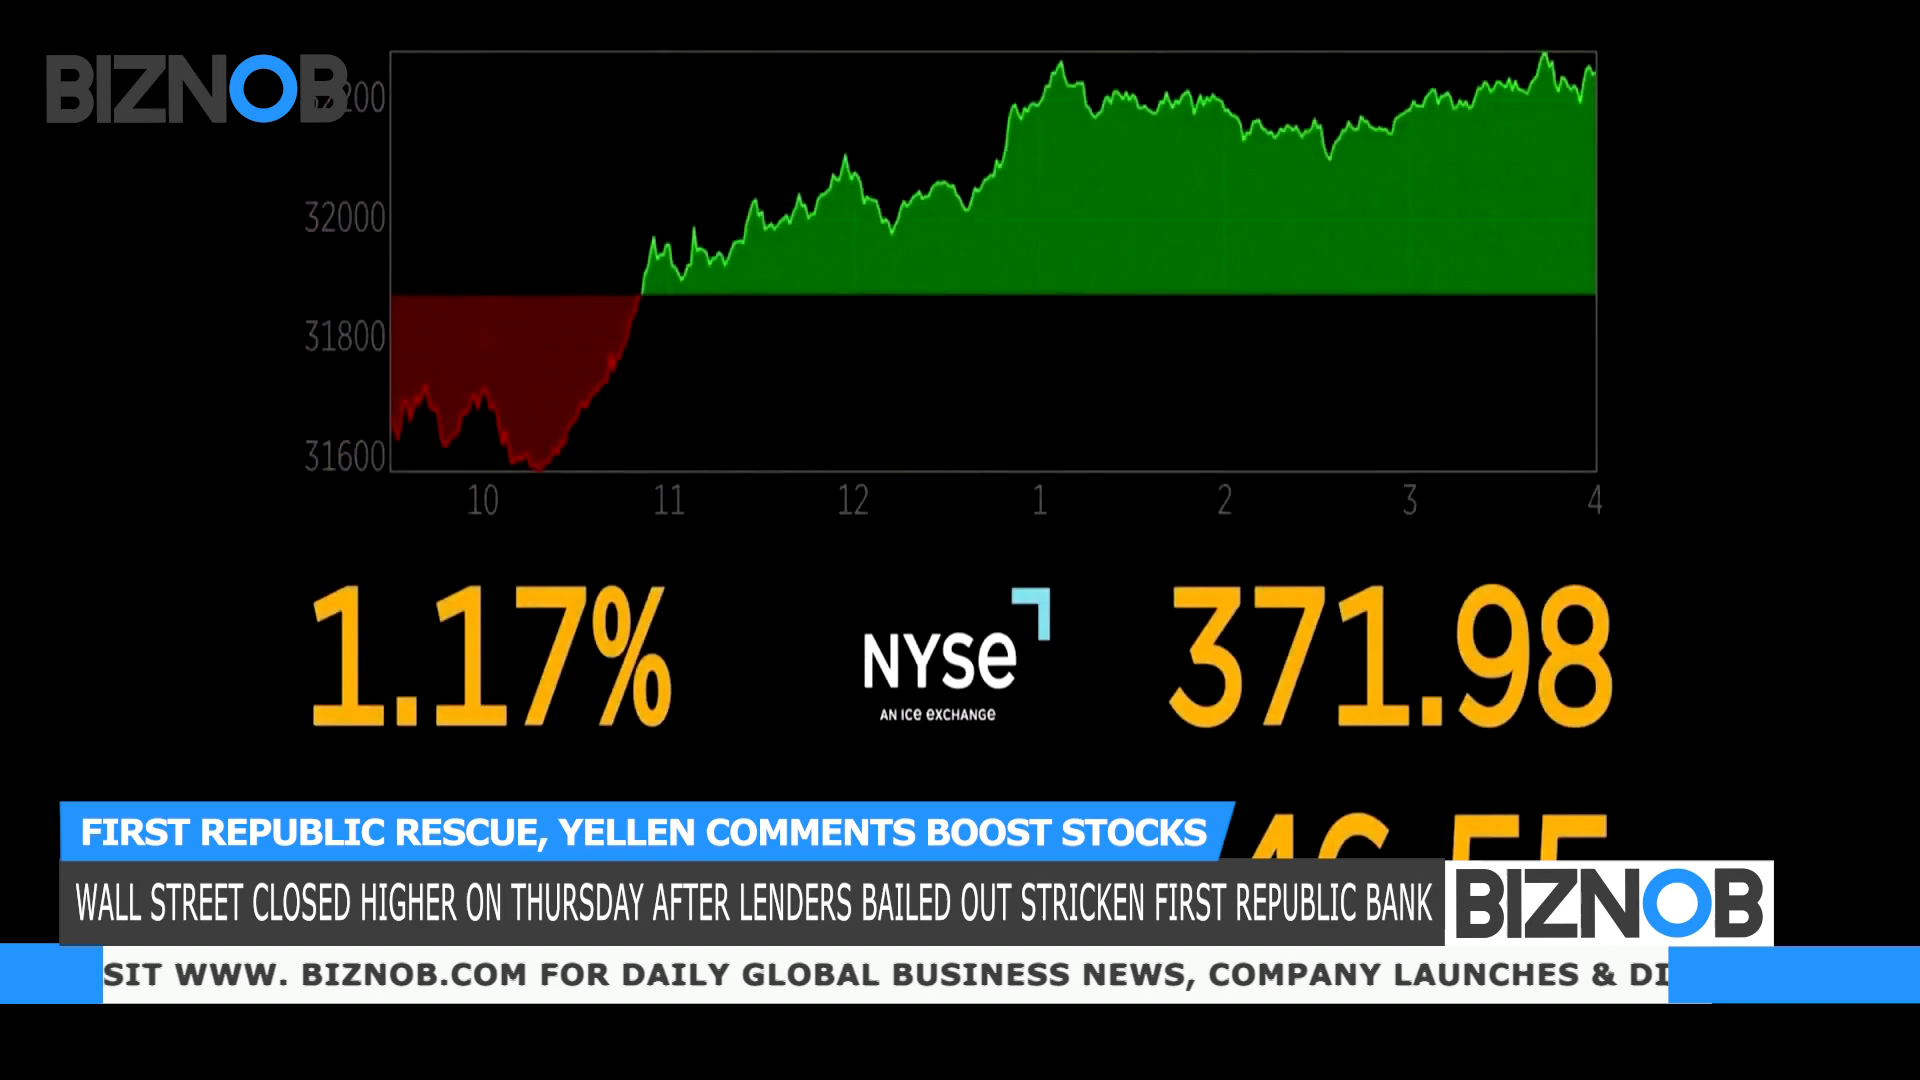 BIZNOB
200
32000
31800
31600
10 11 12 1 2 3 4
1.17%
NYSE
AN ICE EXCHANGE
371.98
FIRST REPUBLIC RESCUE, YELLEN COMMENTS BOOST STOCKS
WALL STREET CLOSED HIGHER ON THURSDAY AFTER LENDERS BAILED OUT STRICKEN FIRST REPUBLIC BANK
BIZNOB
SIT WWW. BIZNOB.COM FOR DAILY GLOBAL BUSINESS NEWS, COMPANY LAUNCHES & DI